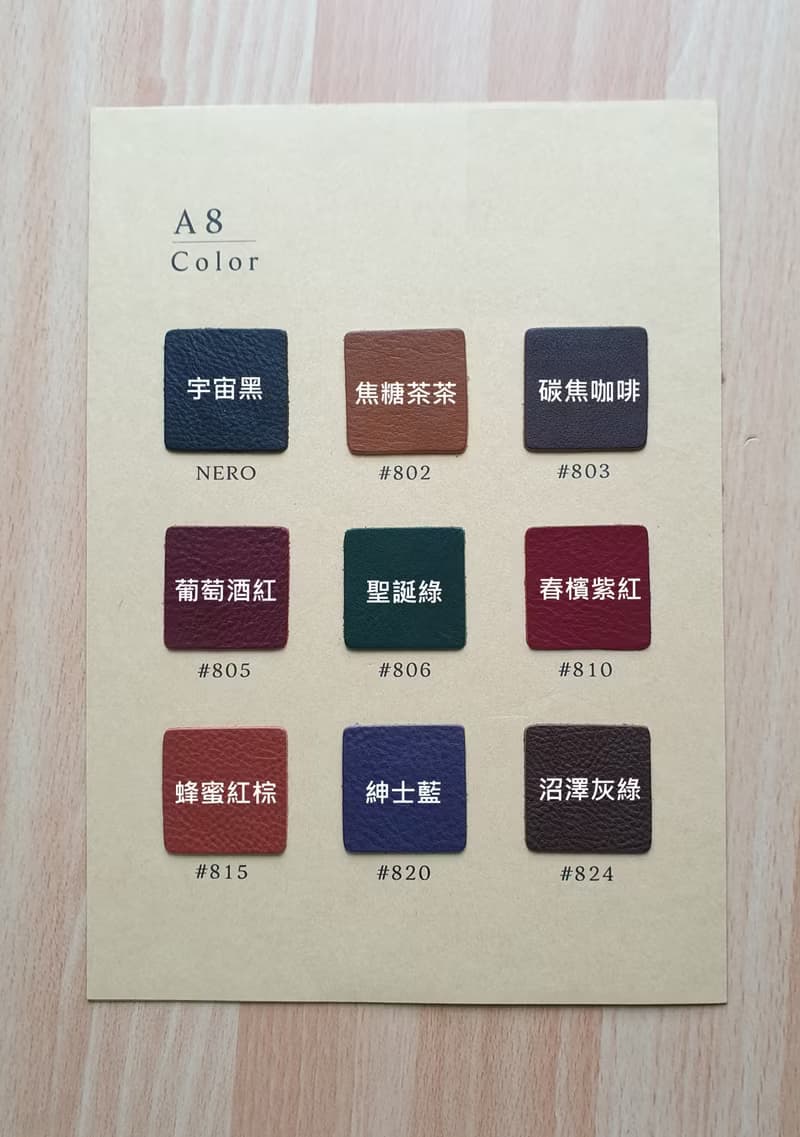 A8
Color
宇宙黑
NERO
焦糖茶茶
#802
碳焦咖啡
#803
葡萄酒紅
#805
聖誕綠
#806
春檳紫紅
#810
蜂蜜紅棕
#815
紳士藍
#820
沼澤灰綠
#824